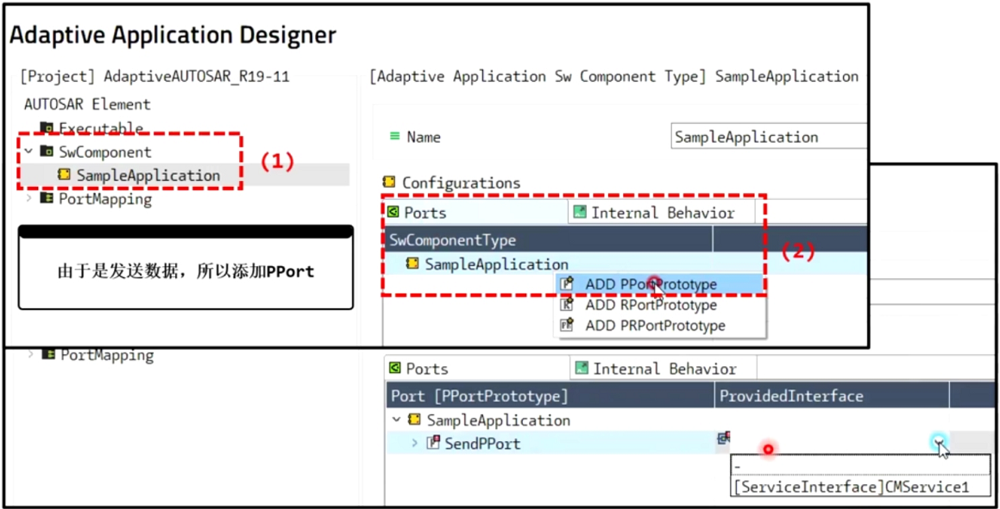 Adaptive Application Designer
[Project] AdaptiveAUTOSAR_R19-11
AUTOSAR Element
Executable
SwComponent
SampleApplication
PortMapping
(1)
由于是发送数据，所以添加PPort
[Adaptive Application Sw Component Type] SampleApplication
Name
SampleApplication
Configurations
Ports
Internal Behavior
SwComponentType
SampleApplication
(2)
ADD PPortPrototype
ADD RPortPrototype
ADD PRPortPrototype
PortMapping
Ports
Internal Behavior
Port [PPortPrototype]
ProvidedInterface
SampleApplication
SendPPort
-
[ServiceInterface]CMService1